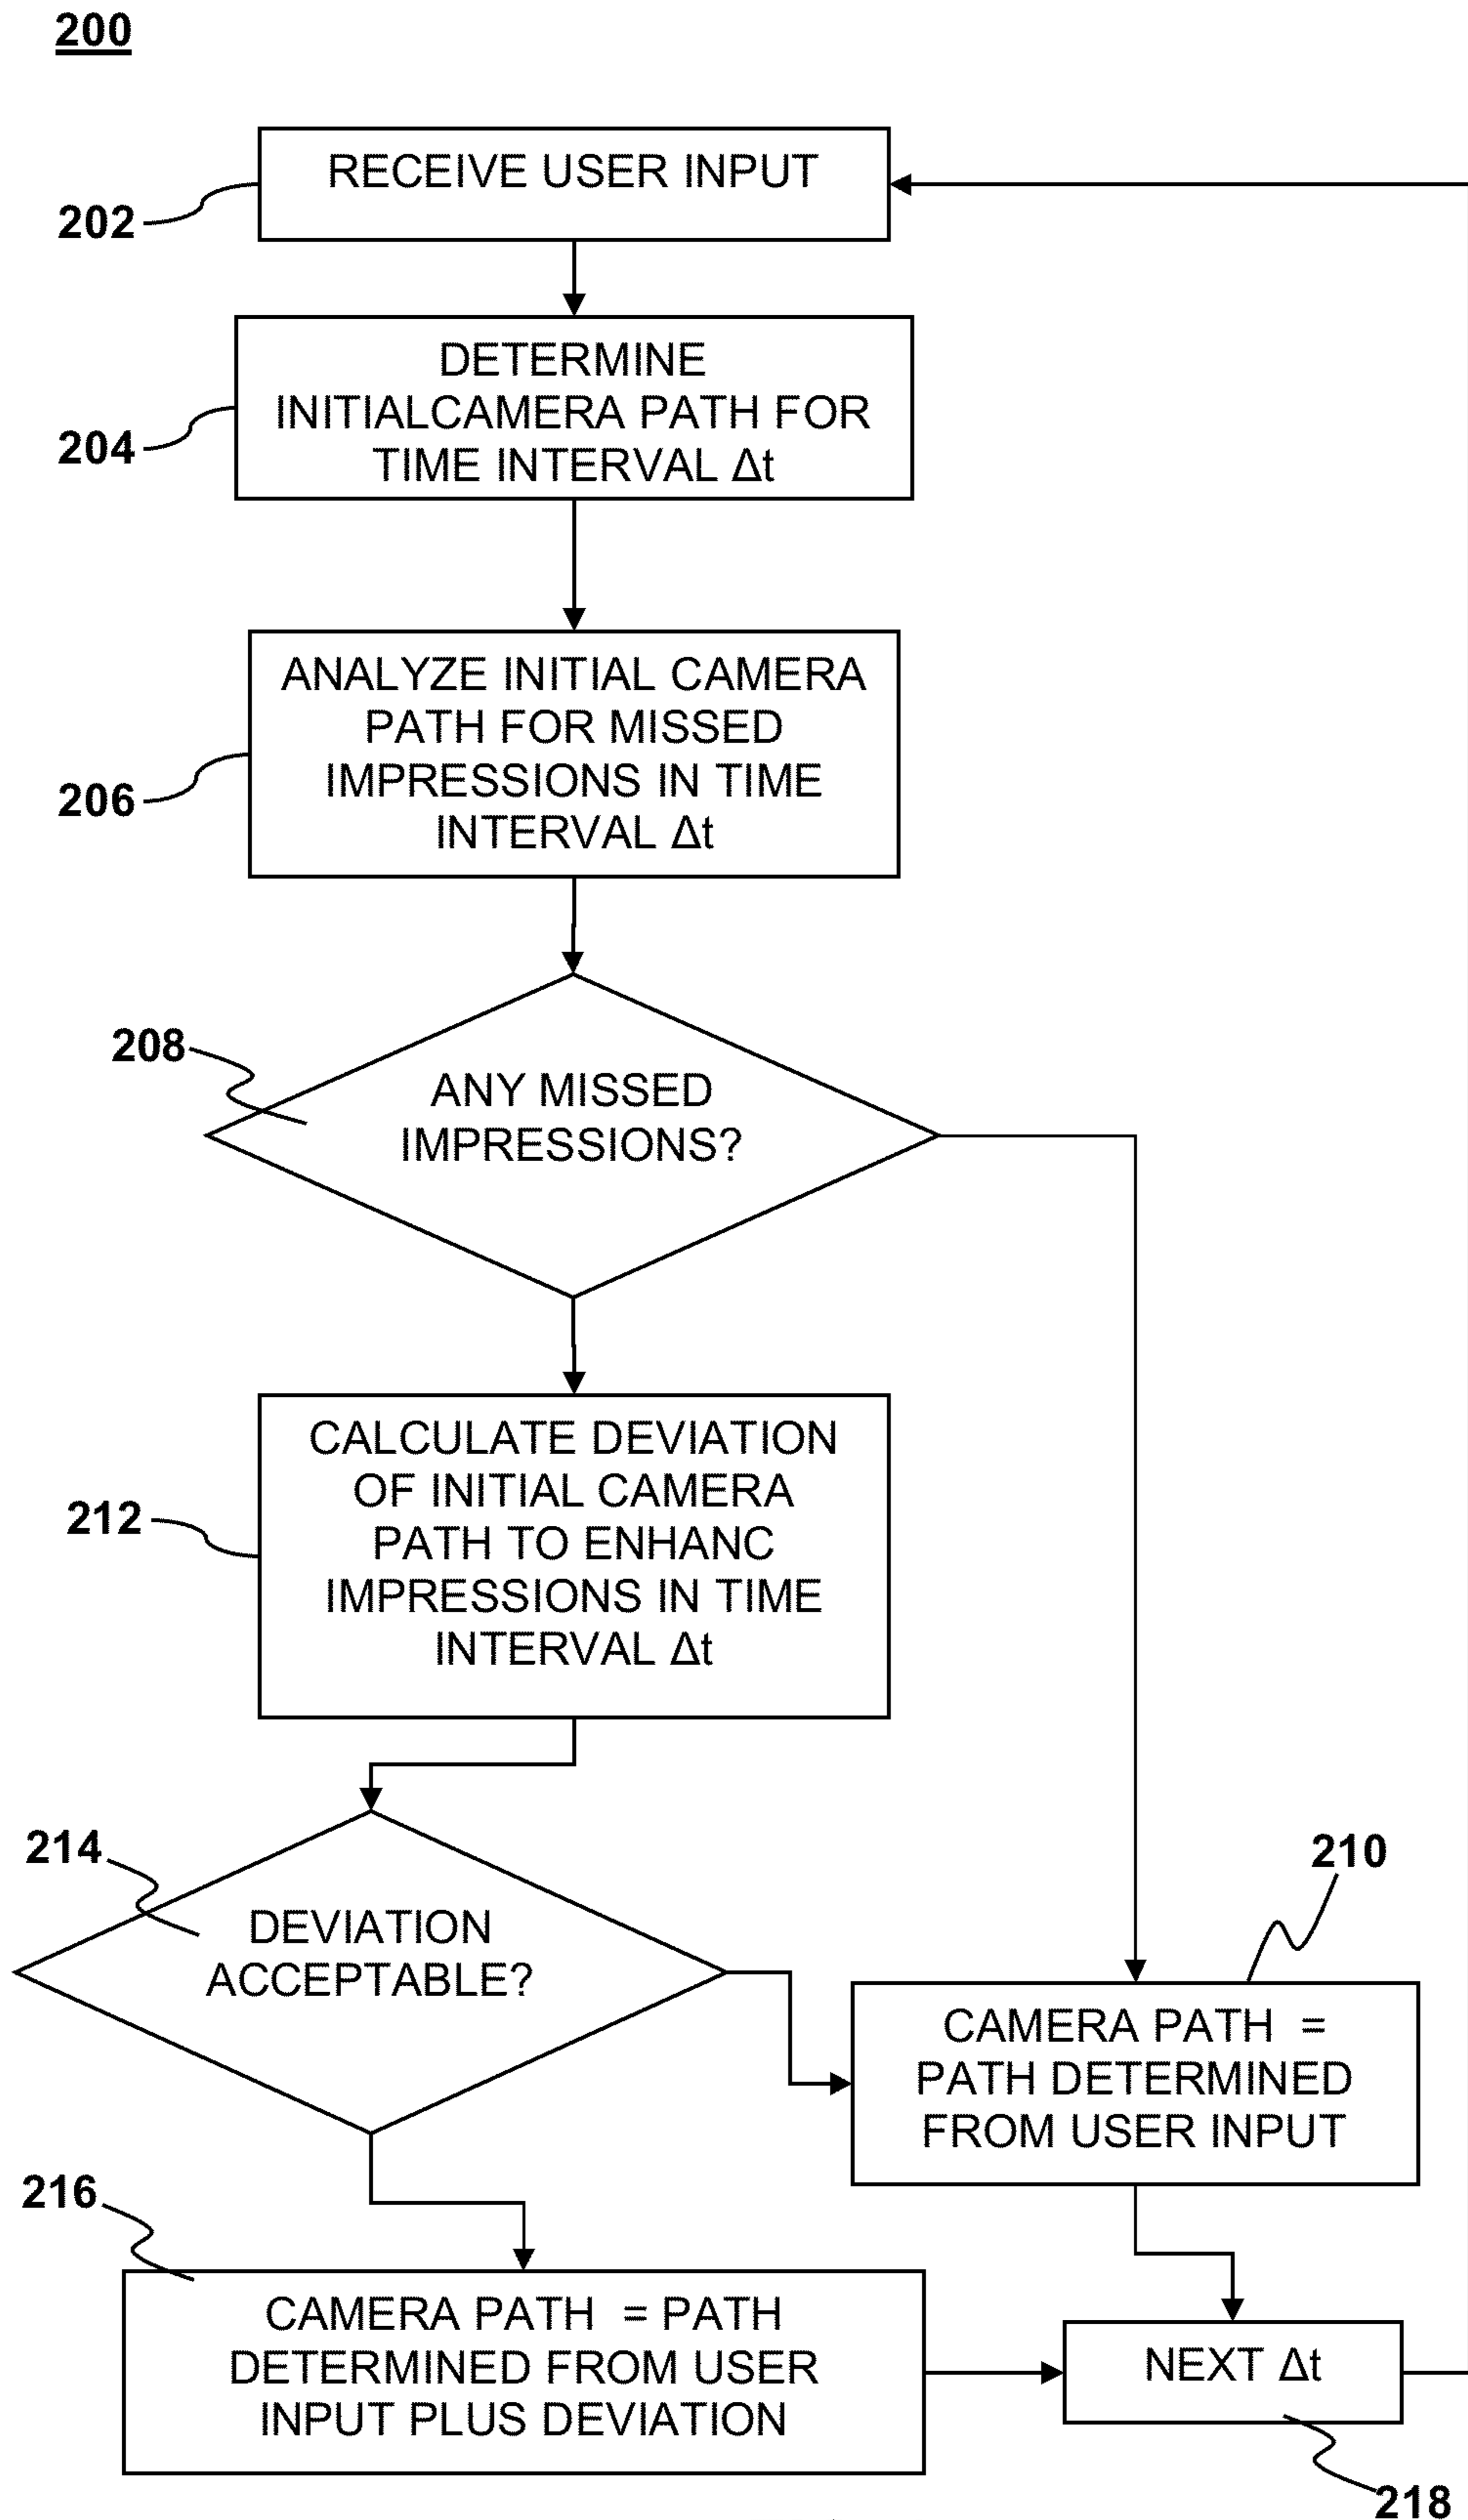 200
RECEIVE USER INPUT
202
DETERMINE
INITIALCAMERA PATH FOR
TIME INTERVAL Δt
204
ANALYZE INITIAL CAMERA
PATH FOR MISSED
IMPRESSIONS IN TIME
INTERVAL Δt
206
208
ANY MISSED
IMPRESSIONS?
CALCULATE DEVIATION
OF INITIAL CAMERA
PATH TO ENHANC
IMPRESSIONS IN TIME
INTERVAL Δt
212
214
DEVIATION
ACCEPTABLE?
210
CAMERA PATH =
PATH DETERMINED
FROM USER INPUT
216
CAMERA PATH = PATH
DETERMINED FROM USER
INPUT PLUS DEVIATION
NEXT Δt
218